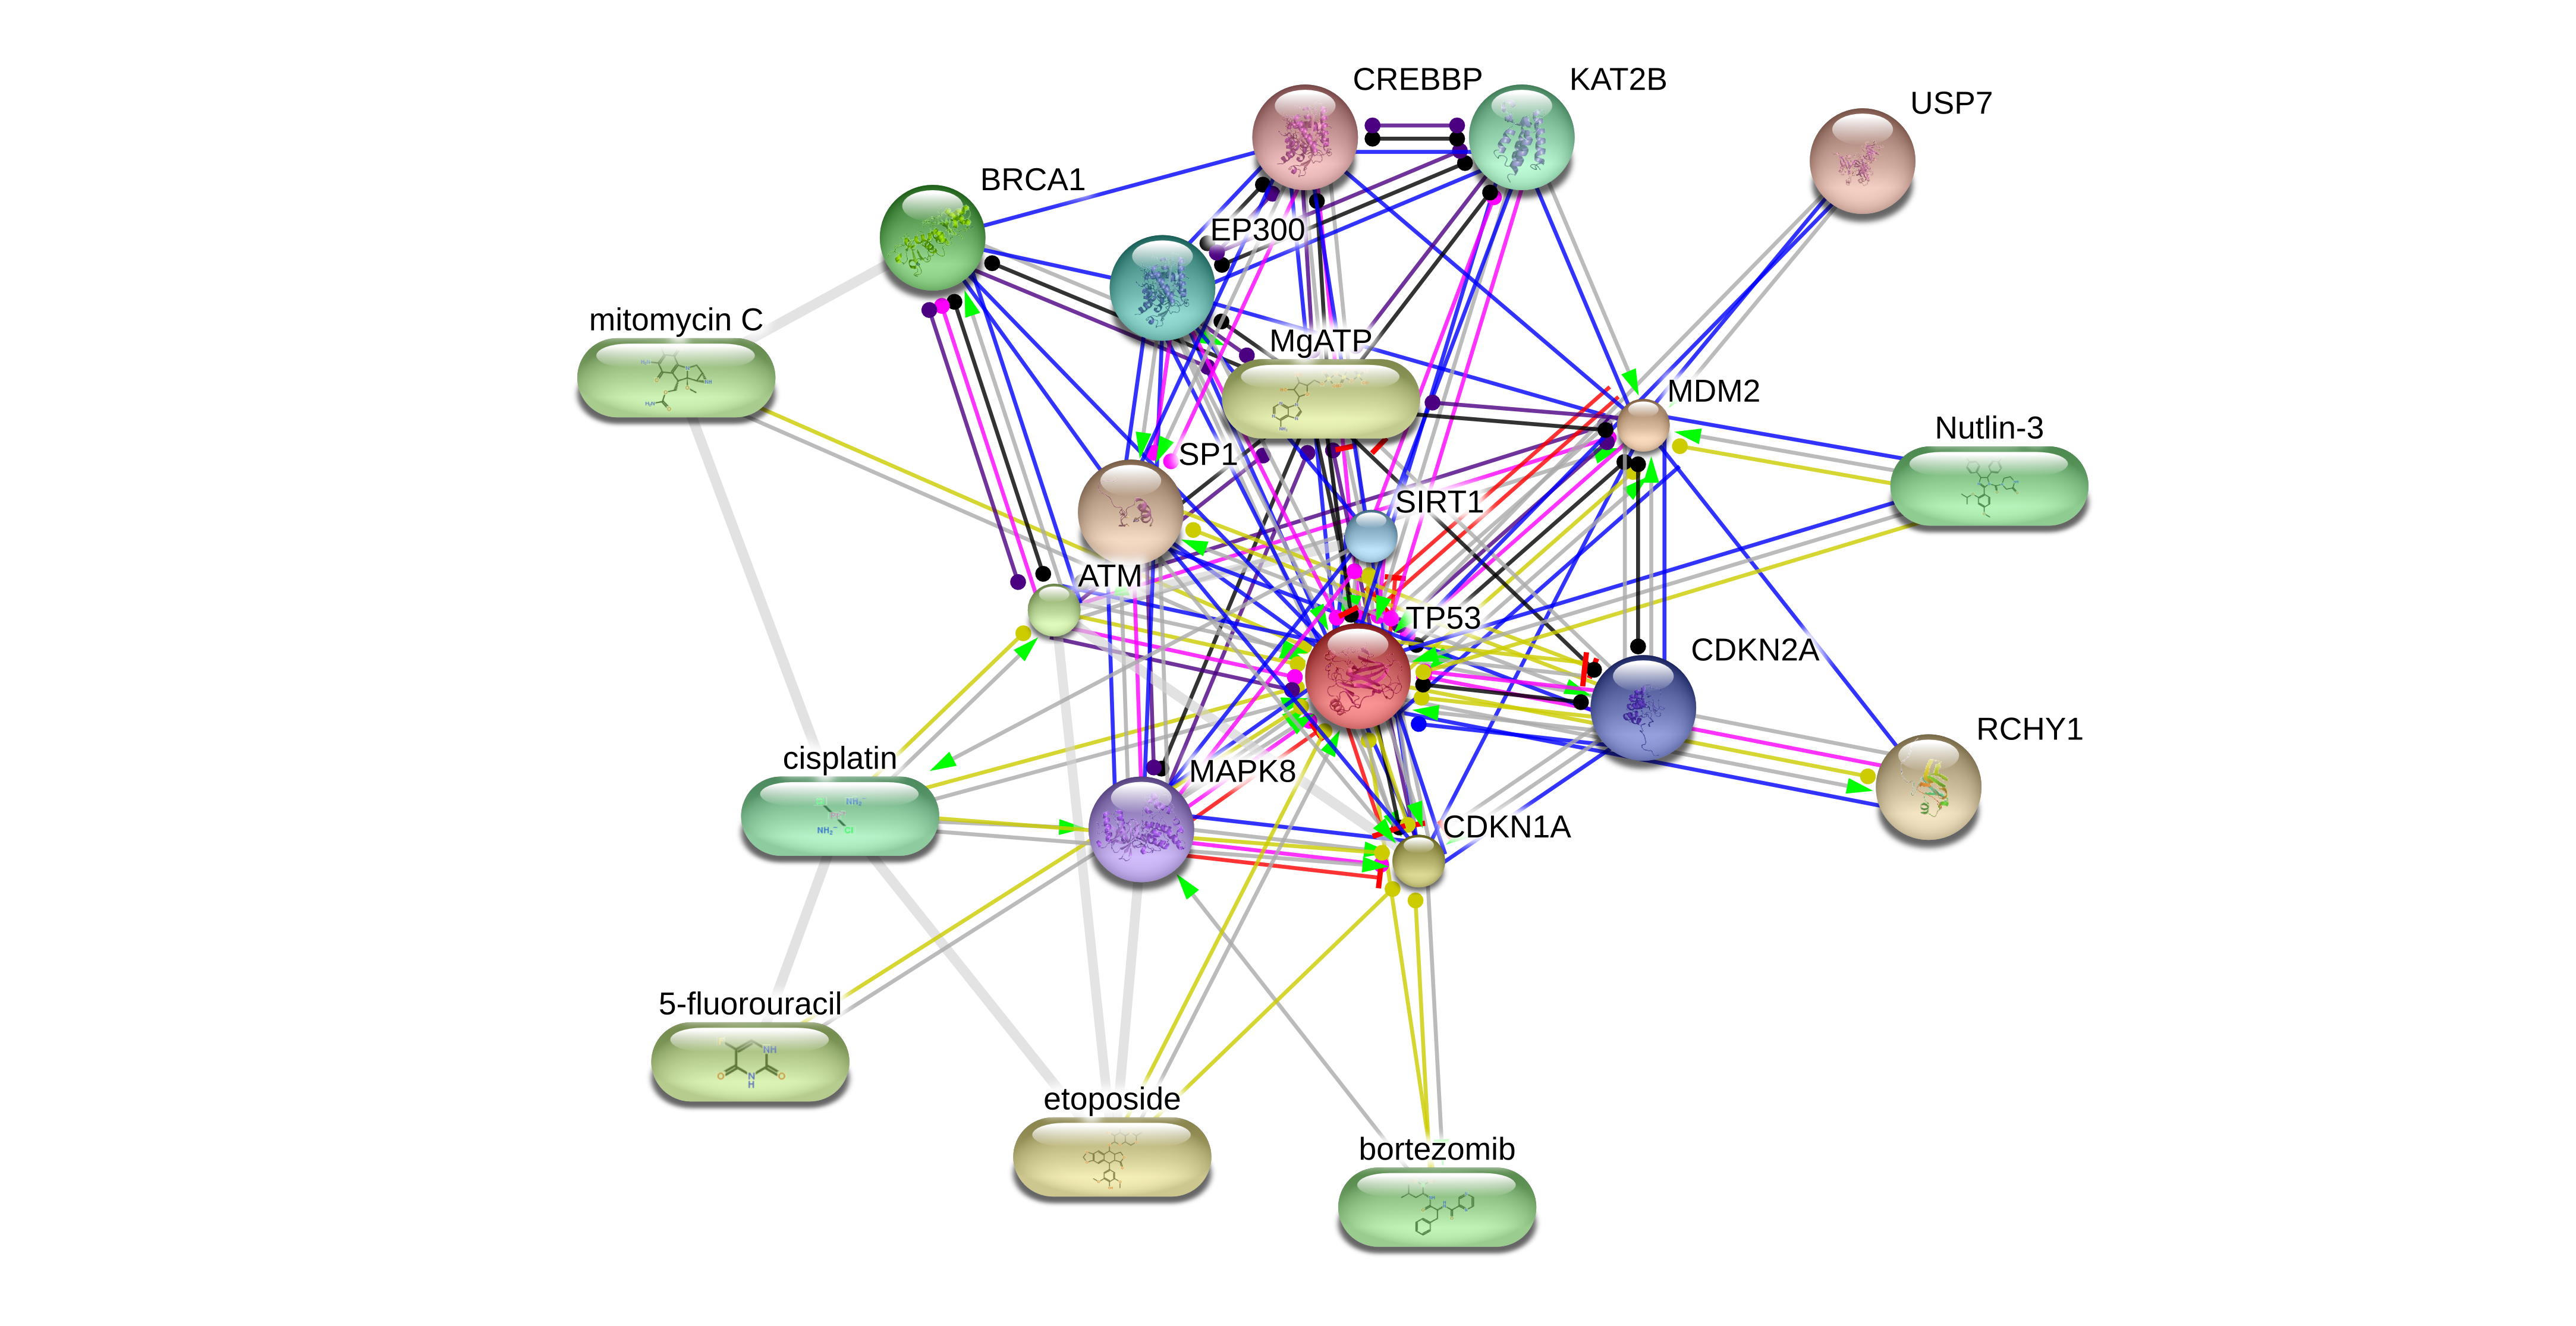 CREBBP
KAT2B
USP7
BRCA1
EP300
mitomycin C
MgATP
MDM2
Nutlin-3
SP1
SIRT1
ATM
TP53
CDKN2A
RCHY1
cisplatin
MAPK8
CDKN1A
5-fluorouracil
etoposide
bortezomib